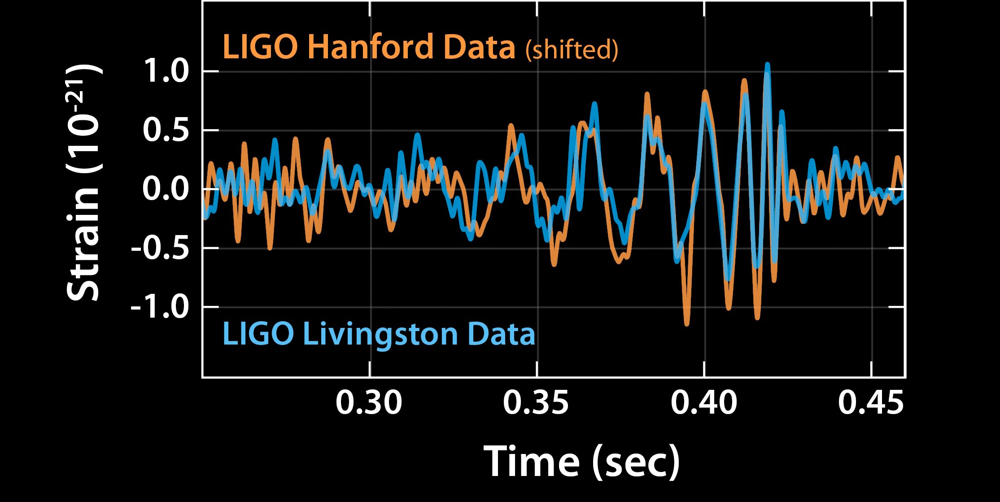 LIGO Hanford Data (shifted)
1.0
0.5
0.0
-0.5
-1.0
Strain (10⁻²¹)
LIGO Livingston Data
0.30 0.35 0.40 0.45
Time (sec)